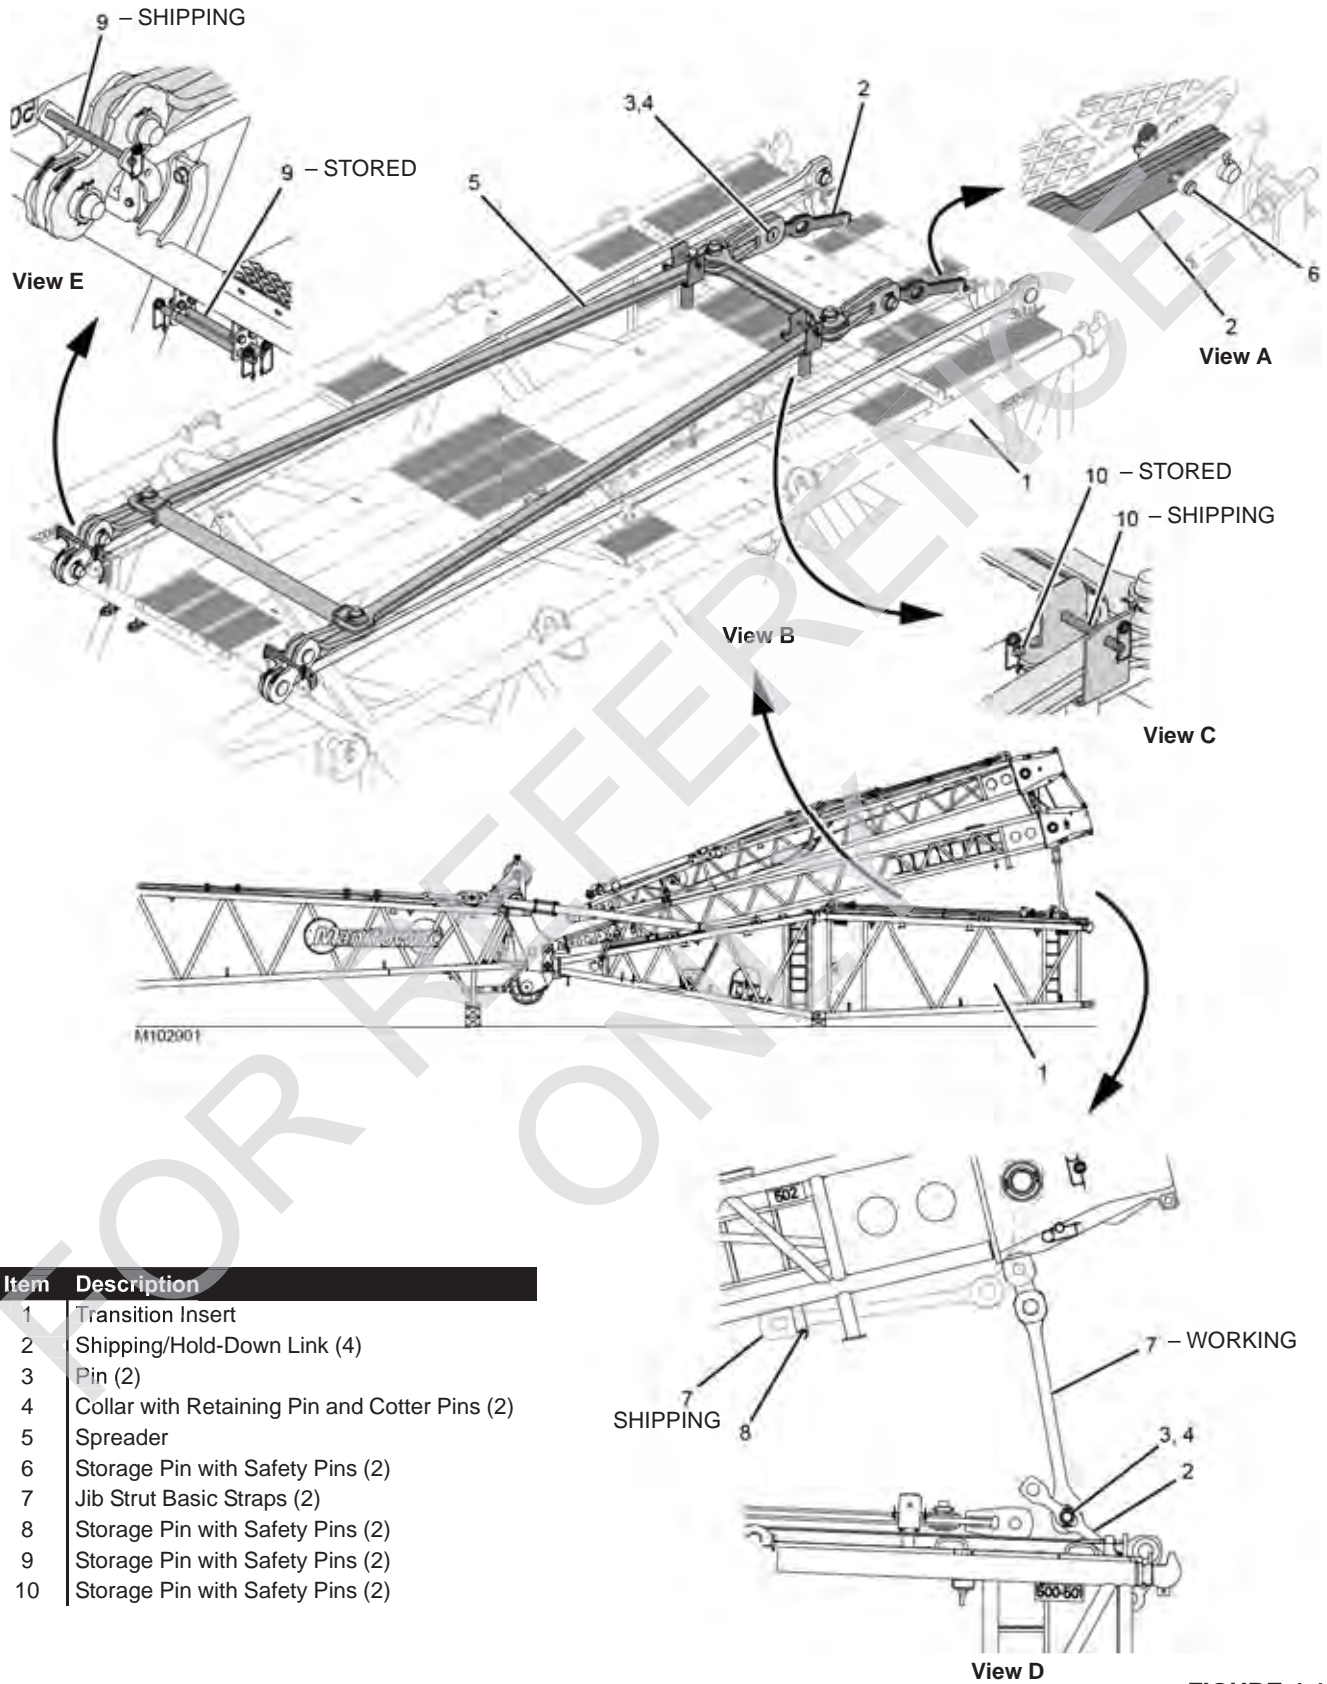 9 – SHIPPING
2
3,4
9 – STORED
5
6
View E
2
View A
1
10 – STORED
10 – SHIPPING
View B
View C
Manitowoc
M102901
1
502
Item Description
1 Transition Insert
2 Shipping/Hold-Down Link (4)
3 Pin (2)
4 Collar with Retaining Pin and Cotter Pins (2)
5 Spreader
6 Storage Pin with Safety Pins (2)
7 Jib Strut Basic Straps (2)
8 Storage Pin with Safety Pins (2)
9 Storage Pin with Safety Pins (2)
10 Storage Pin with Safety Pins (2)
7 – WORKING
7
SHIPPING
8
3, 4
2
500-501
View D
FOR REFERENCE
ONLY